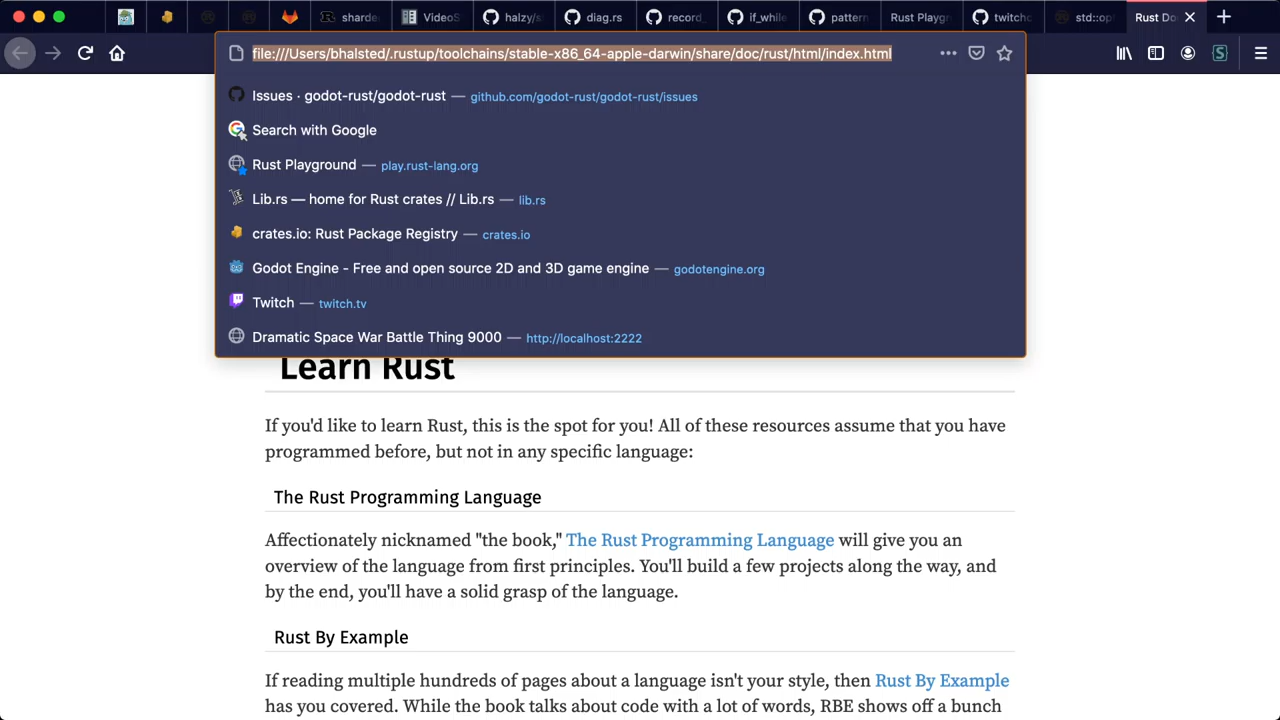 sharde
VideoS
halzy/s
diag.rs
record_
if_while
pattern
Rust Playgr
twitch
std::op
Rust Do
file:///Users/bhalsted/.rustup/toolchains/stable-x86_64-apple-darwin/share/doc/rust/html/index.html
Issues · godot-rust/godot-rust — github.com/godot-rust/godot-rust/issues
Search with Google
Rust Playground — play.rust-lang.org
Lib.rs — home for Rust crates // Lib.rs — lib.rs
crates.io: Rust Package Registry — crates.io
Godot Engine - Free and open source 2D and 3D game engine — godotengine.org
Twitch — twitch.tv
Dramatic Space War Battle Thing 9000 — http://localhost:2222
Learn Rust
If you'd like to learn Rust, this is the spot for you! All of these resources assume that you have
programmed before, but not in any specific language:
The Rust Programming Language
Affectionately nicknamed "the book," The Rust Programming Language will give you an
overview of the language from first principles. You'll build a few projects along the way, and
by the end, you'll have a solid grasp of the language.
Rust By Example
If reading multiple hundreds of pages about a language isn't your style, then Rust By Example
has you covered. While the book talks about code with a lot of words, RBE shows off a bunch